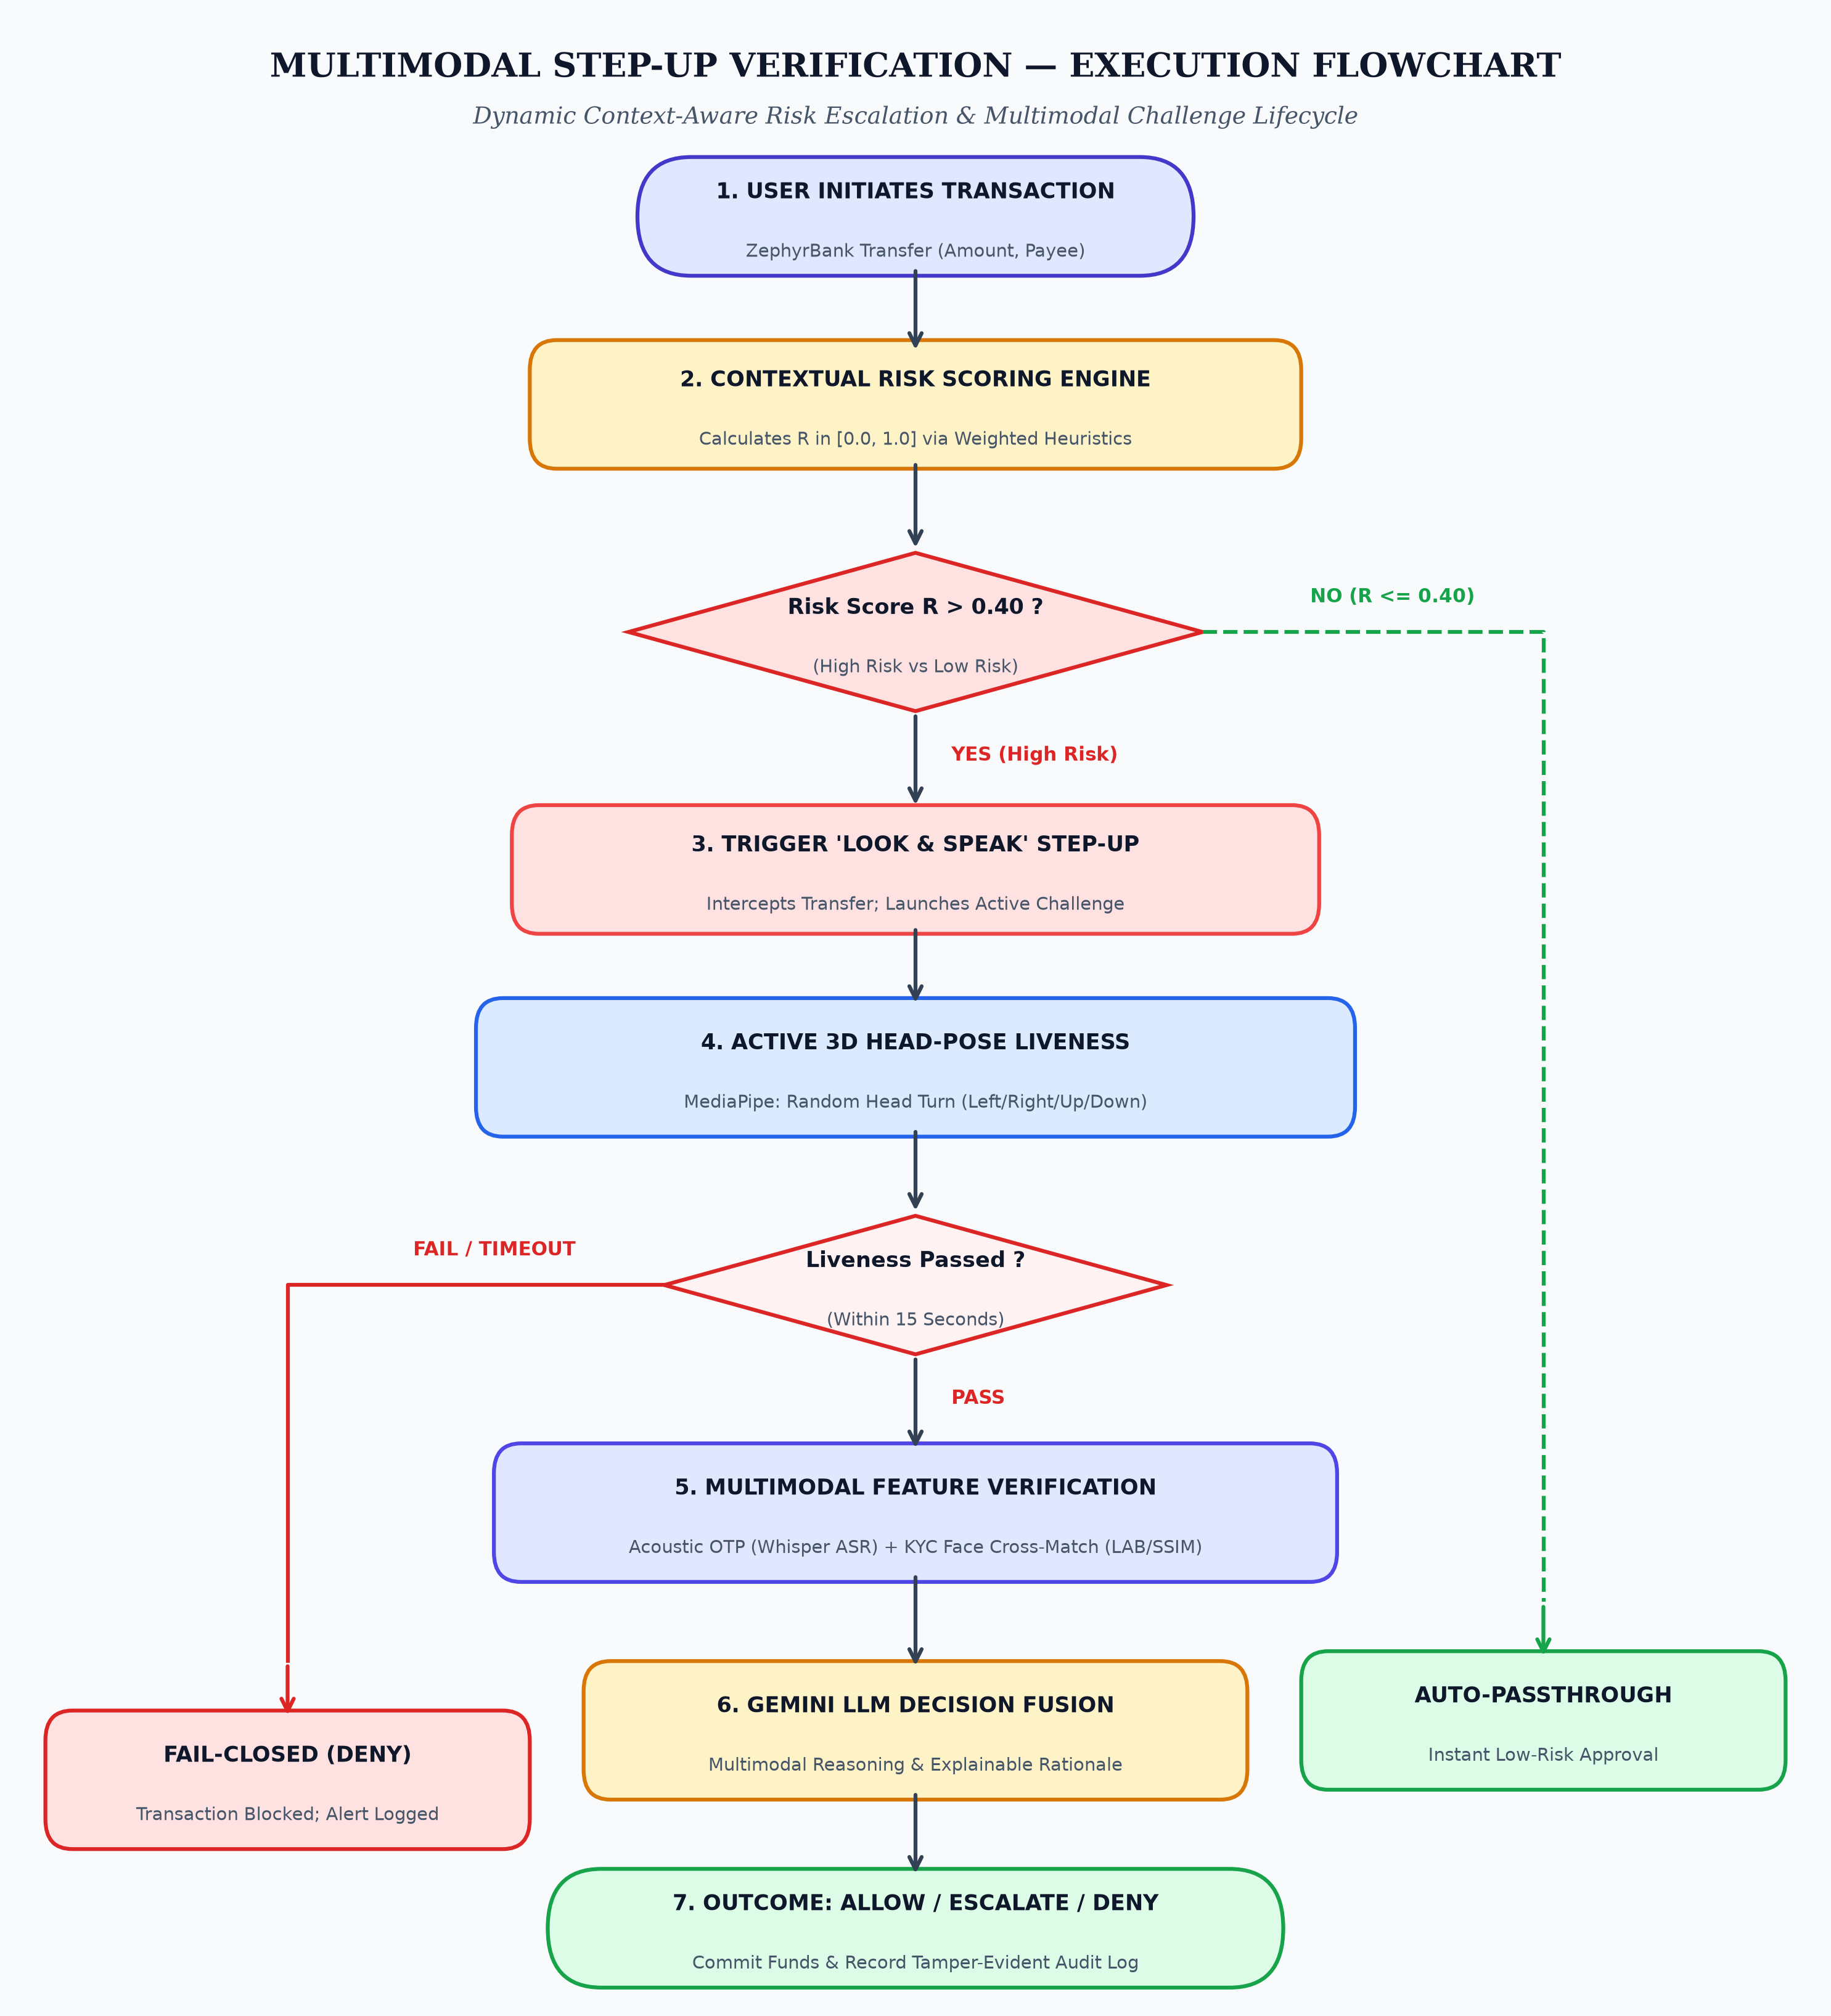 MULTIMODAL STEP-UP VERIFICATION — EXECUTION FLOWCHART
Dynamic Context-Aware Risk Escalation & Multimodal Challenge Lifecycle
1. USER INITIATES TRANSACTION
ZephyrBank Transfer (Amount, Payee)
2. CONTEXTUAL RISK SCORING ENGINE
Calculates R in [0.0, 1.0] via Weighted Heuristics
Risk Score R > 0.40 ?
(High Risk vs Low Risk)
NO (R <= 0.40)
YES (High Risk)
3. TRIGGER 'LOOK & SPEAK' STEP-UP
Intercepts Transfer; Launches Active Challenge
4. ACTIVE 3D HEAD-POSE LIVENESS
MediaPipe: Random Head Turn (Left/Right/Up/Down)
Liveness Passed ?
(Within 15 Seconds)
FAIL / TIMEOUT
PASS
5. MULTIMODAL FEATURE VERIFICATION
Acoustic OTP (Whisper ASR) + KYC Face Cross-Match (LAB/SSIM)
6. GEMINI LLM DECISION FUSION
Multimodal Reasoning & Explainable Rationale
AUTO-PASSTHROUGH
Instant Low-Risk Approval
FAIL-CLOSED (DENY)
Transaction Blocked; Alert Logged
7. OUTCOME: ALLOW / ESCALATE / DENY
Commit Funds & Record Tamper-Evident Audit Log